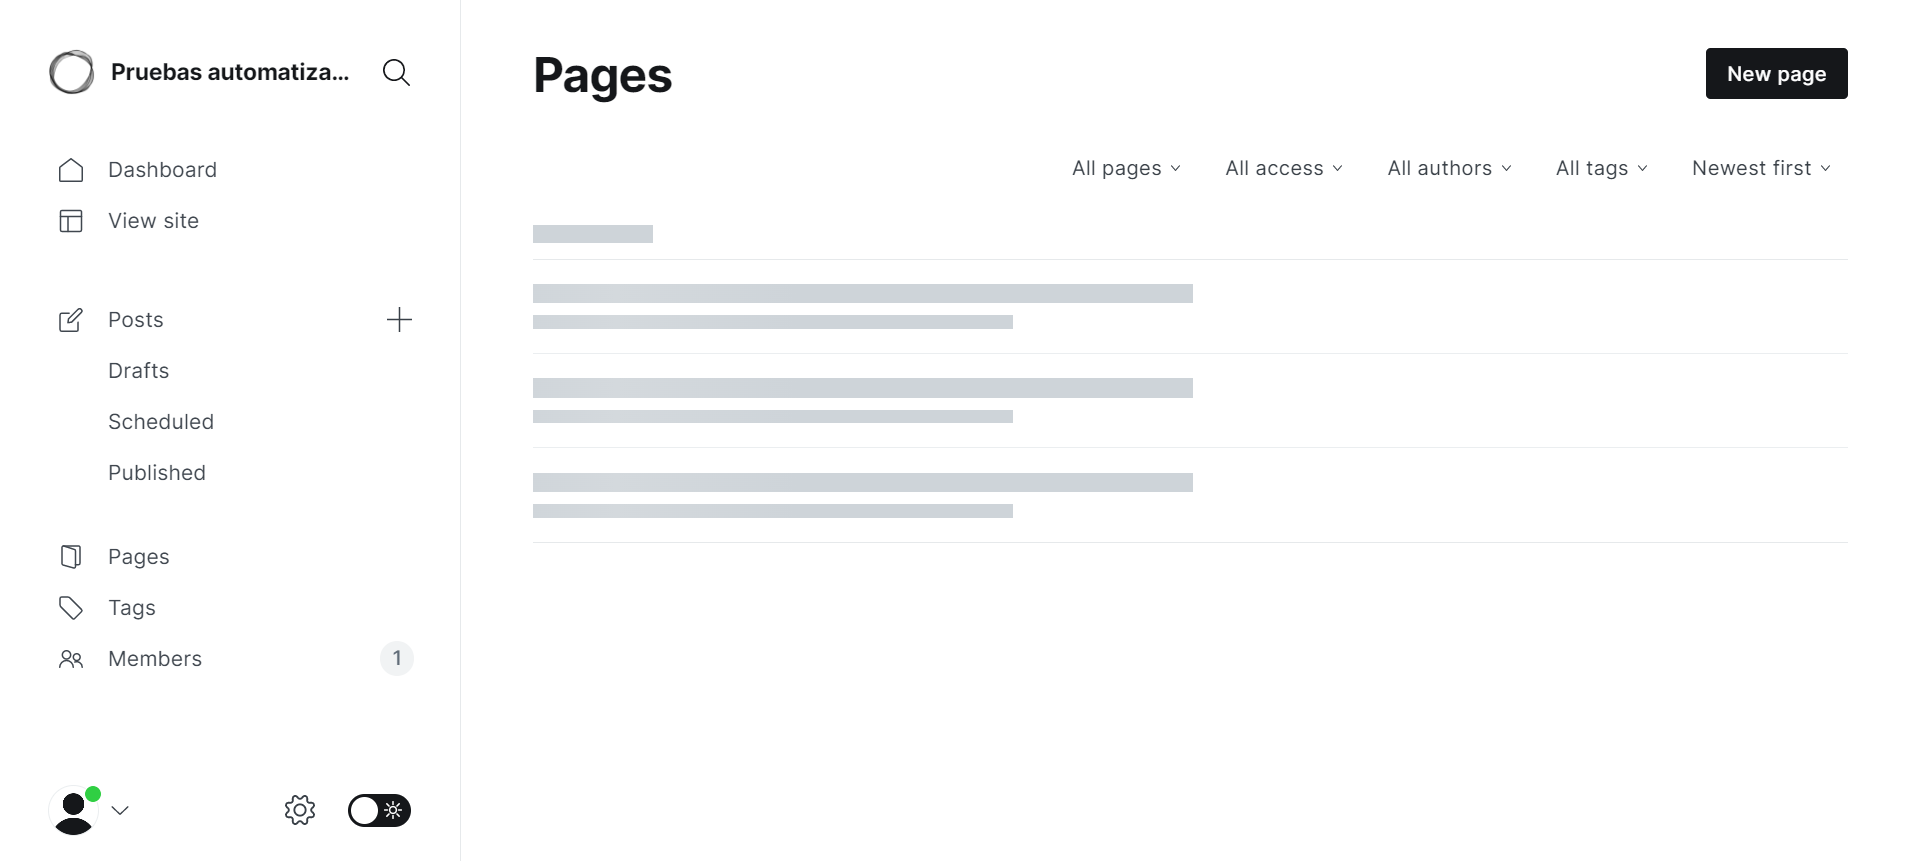 Pruebas automatiza...
Dashboard
View site
Posts
Drafts
Scheduled
Published
Pages
Tags
Members 1
Pages
New page
All pages All access All authors All tags Newest first